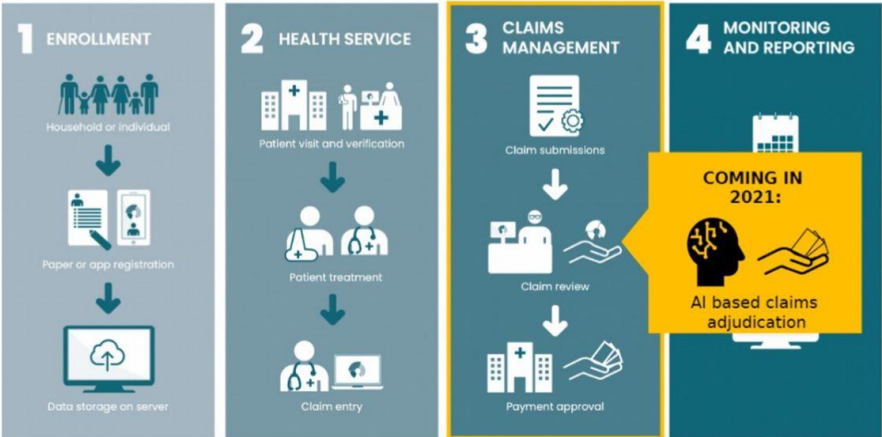 1 ENROLLMENT
Household or individual
Paper or app registration
Data storage on server
2 HEALTH SERVICE
Patient visit and verification
Patient treatment
Claim entry
3 CLAIMS
MANAGEMENT
Claim submissions
Claim review
Payment approval
4 MONITORING
AND REPORTING
COMING IN
2021:
AI based claims
adjudication